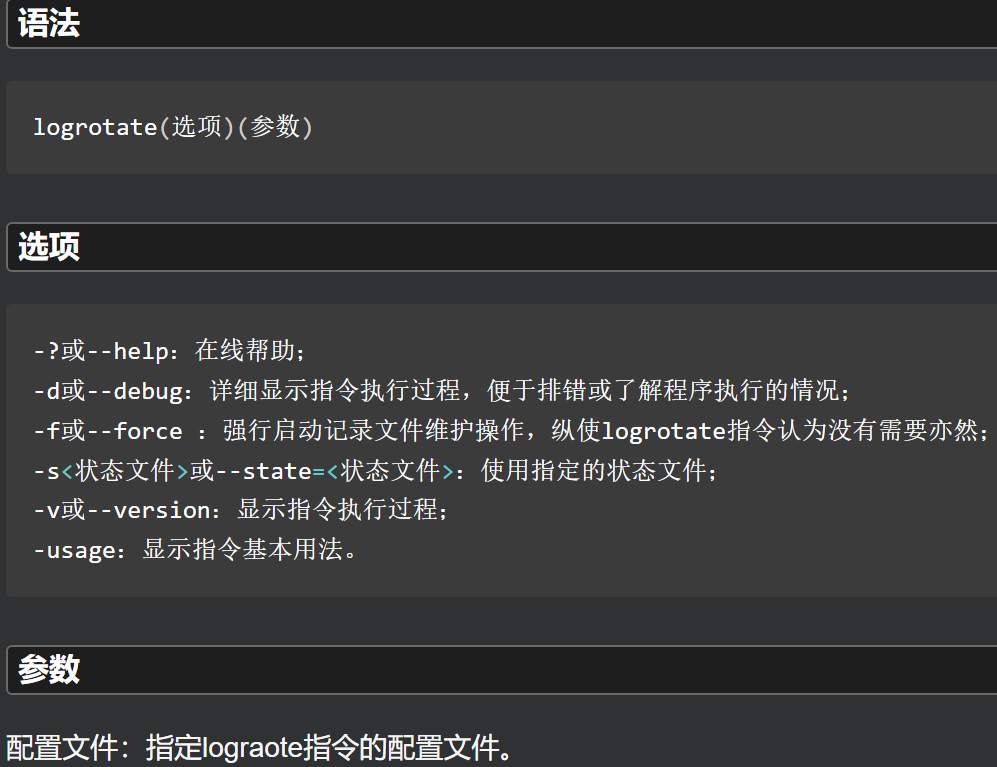 语法
logrotate(选项)(参数)
选项
-?或--help：在线帮助；
-d或--debug：详细显示指令执行过程，便于排错或了解程序执行的情况；
-f或--force ：强行启动记录文件维护操作，纵使logrotate指令认为没有需要亦然；
-s<状态文件>或--state=<状态文件>：使用指定的状态文件；
-v或--version：显示指令执行过程；
-usage：显示指令基本用法。
参数
配置文件：指定lograote指令的配置文件。